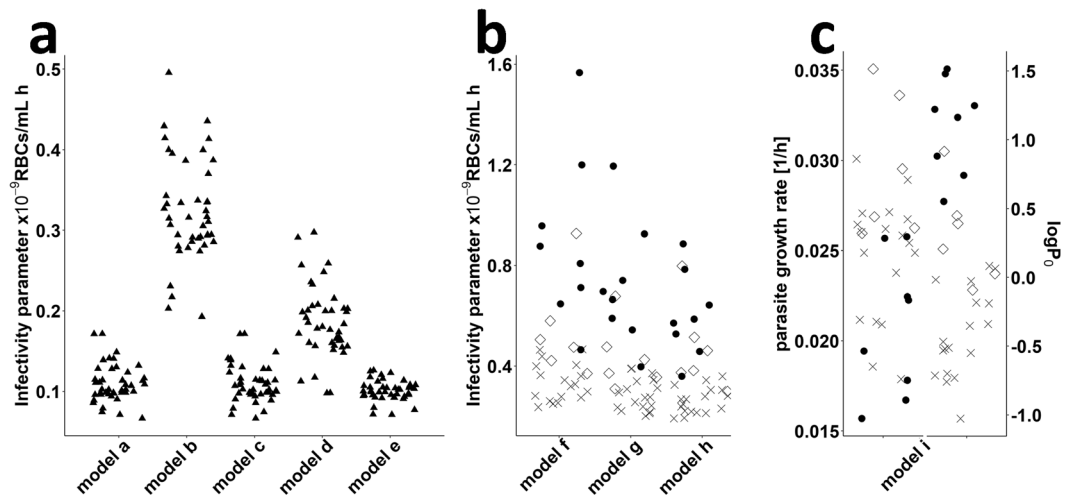 a
Infectivity parameter x10⁻⁹RBCs/mL h
0.5
0.4
0.3
0.2
0.1
model a
model b
model c
model d
model e
b
Infectivity parameter x10⁻⁹RBCs/mL h
1.6
1.2
0.8
0.4
model f
model g
model h
c
parasite growth rate [1/h]
0.035
0.030
0.025
0.020
0.015
model i
1.5
1.0
0.5
0.0
-0.5
-1.0
logP₀